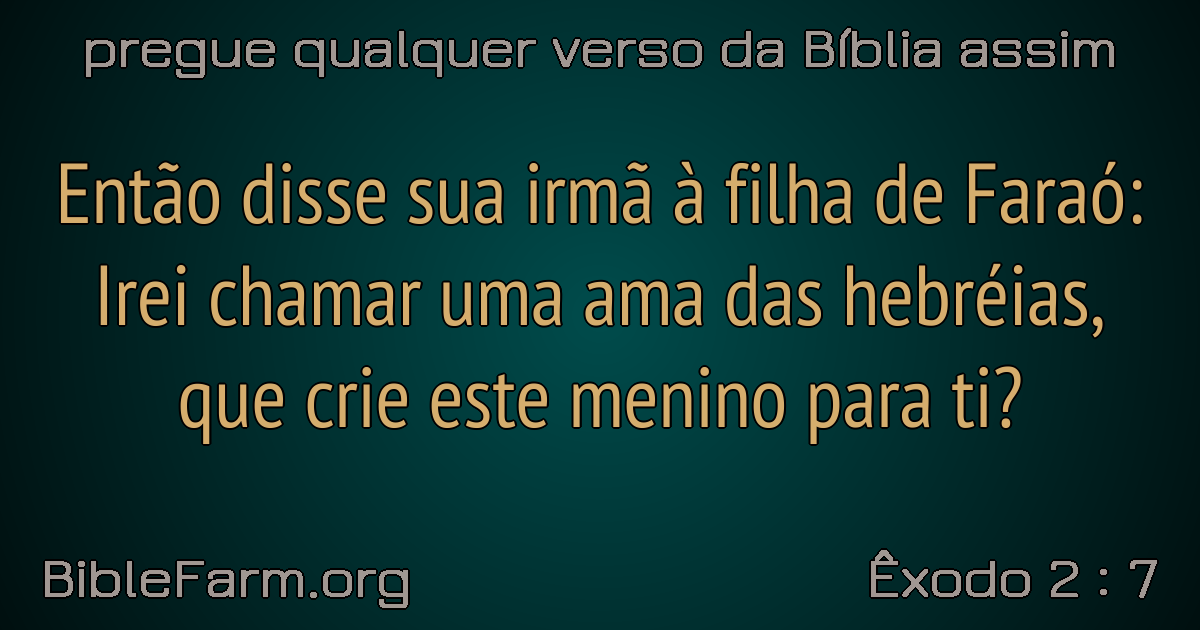 pregue qualquer verso da Bíblia assim
Então disse sua irmã à filha de Faraó:
Irei chamar uma ama das hebréias,
que crie este menino para ti?
BibleFarm.org
Êxodo 2 : 7